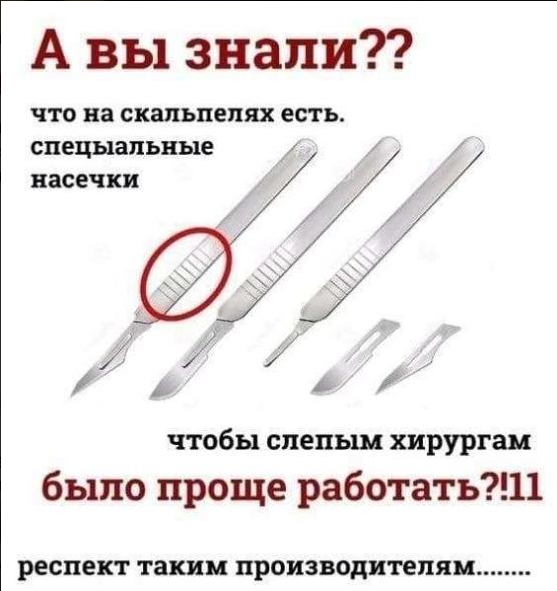 А вы знали??
что на скальпелях есть.
спецыальные
насечки
чтобы слепым хирургам
было проще работать?!11
респект таким производителям........